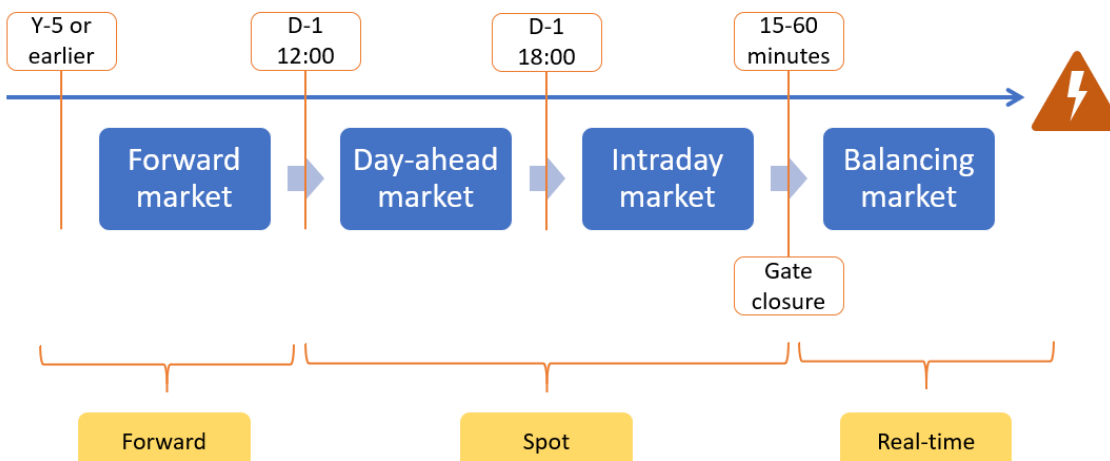 Y-5 or
earlier
D-1
12:00
D-1
18:00
15-60
minutes
Forward
market
Day-ahead
market
Intraday
market
Balancing
market
Gate
closure
Forward
Spot
Real-time